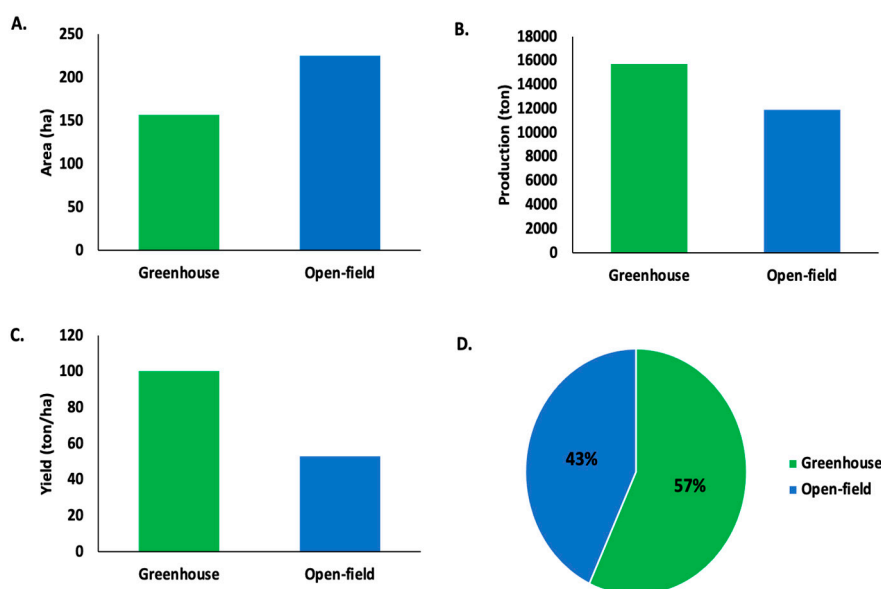 A.
Area (ha)
250
200
150
100
50
0
Greenhouse Open-field
B.
Production (ton)
18000
16000
14000
12000
10000
8000
6000
4000
2000
0
Greenhouse Open-field
C.
Yield (ton/ha)
120
100
80
60
40
20
0
Greenhouse Open-field
D.
43%
57%
Greenhouse
Open-field